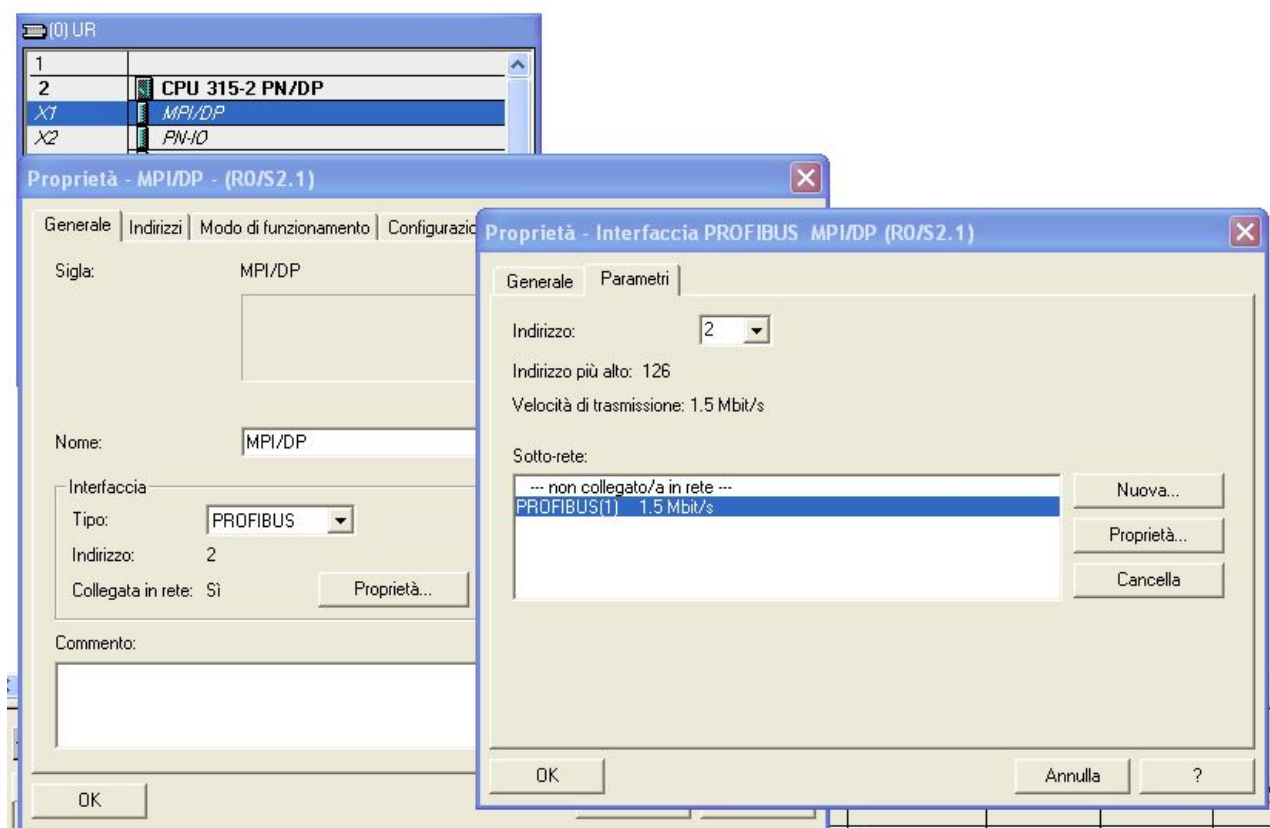 (0) UR
1
2 CPU 315-2 PN/DP
X1 MPI/DP
X2 PN-IO
Proprietà - MPI/DP - (R0/S2.1)
Generale Indirizzi Modo di funzionamento
Sigla: MPI/DP
Nome: MPI/DP
Interfaccia
Tipo: PROFIBUS
Indirizzo: 2
Collegata in rete: Sì Proprietà...
Commento:
OK
Proprietà - Interfaccia PROFIBUS MPI/DP (R0/S2.1)
Generale Parametri
Indirizzo: 2
Indirizzo più alto: 126
Velocità di trasmissione: 1.5 Mbit/s
Sotto-rete:
--- non collegato/a in rete ---
PROFIBUS(1) 1.5 Mbit/s
Nuova...
Proprietà...
Cancella
OK Annulla ?